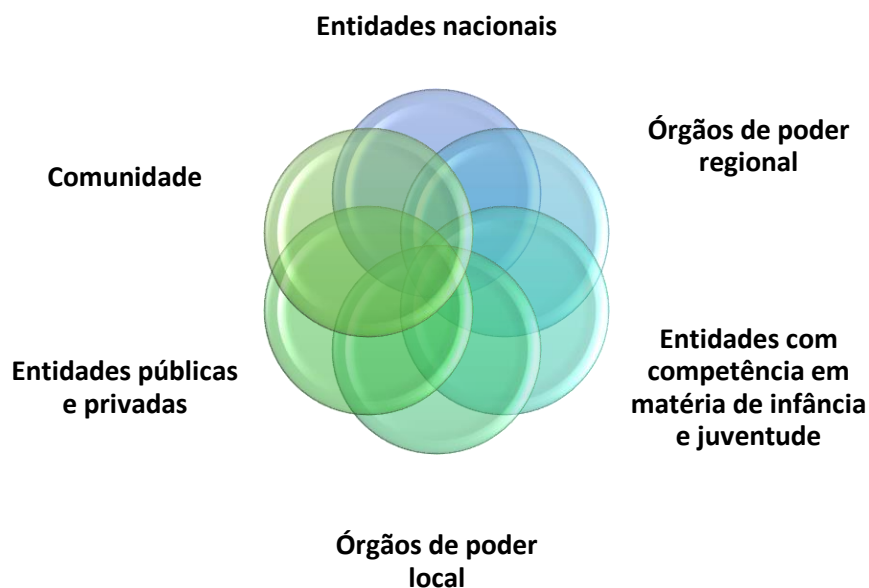 Entidades nacionais
Órgãos de poder
regional
Comunidade
Entidades com
competência em
matéria de infância
e juventude
Entidades públicas
e privadas
Órgãos de poder
local